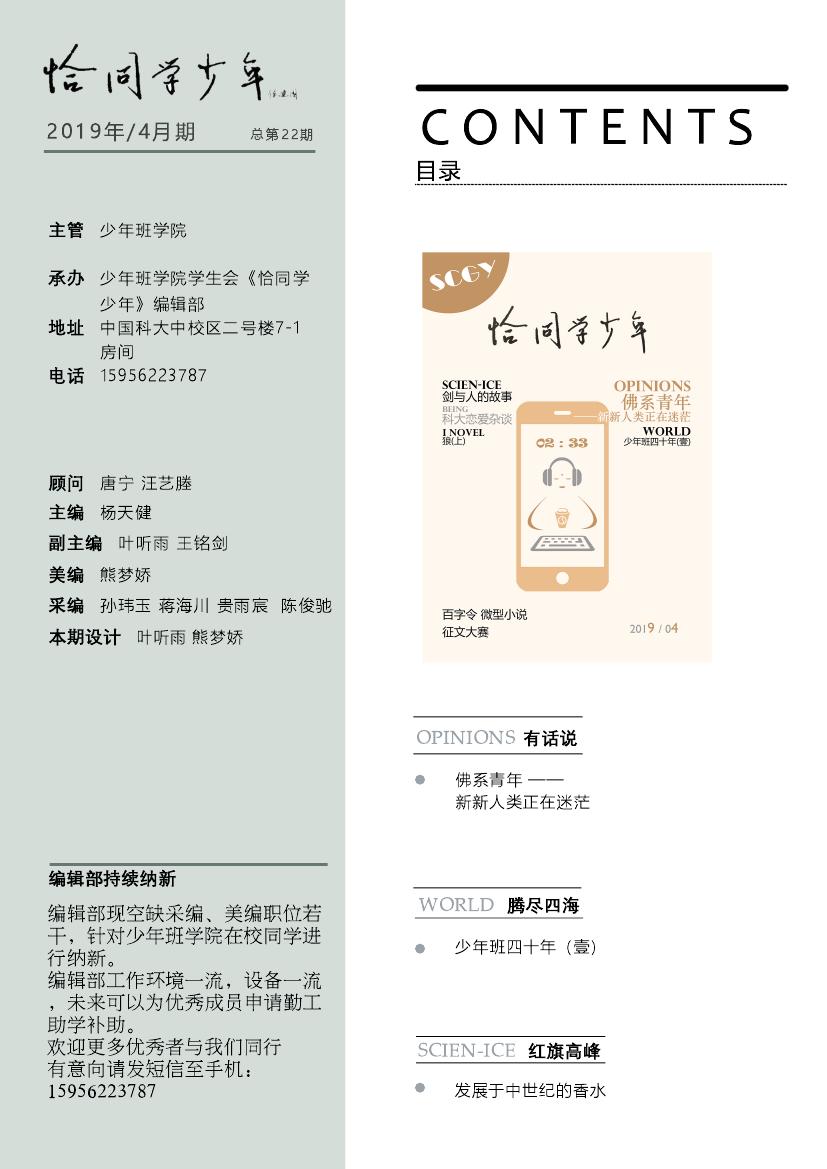 恰同学少年
2019年/4月期 总第22期
主管 少年班学院
承办 少年班学院学生会《恰同学
少年》编辑部
地址 中国科大中校区二号楼7-1
房间
电话 15956223787
顾问 唐宁 汪艺塍
主编 杨天健
副主编 叶听雨 王铭剑
美编 熊梦娇
采编 孙玮玉 蒋海川 贵雨宸 陈俊驰
本期设计 叶听雨 熊梦娇
编辑部持续纳新
编辑部现空缺采编、美编职位若
干，针对少年班学院在校同学进
行纳新。
编辑部工作环境一流，设备一流
，未来可以为优秀成员申请勤工
助学补助。
欢迎更多优秀者与我们同行
有意向请发短信至手机：
15956223787
CONTENTS
目录
SCGY
恰同学少年
SCIEN-ICE
剑与人的故事
BEING
科大恋爱杂谈
I NOVEL
狼(上)
OPINIONS
佛系青年
——新新人类正在迷茫
WORLD
少年班四十年(壹)
02:33
百字令 微型小说
征文大赛
2019 / 04
OPINIONS 有话说
佛系青年 ——
新新人类正在迷茫
WORLD 腾尽四海
少年班四十年（壹）
SCIEN-ICE 红旗高峰
发展于中世纪的香水